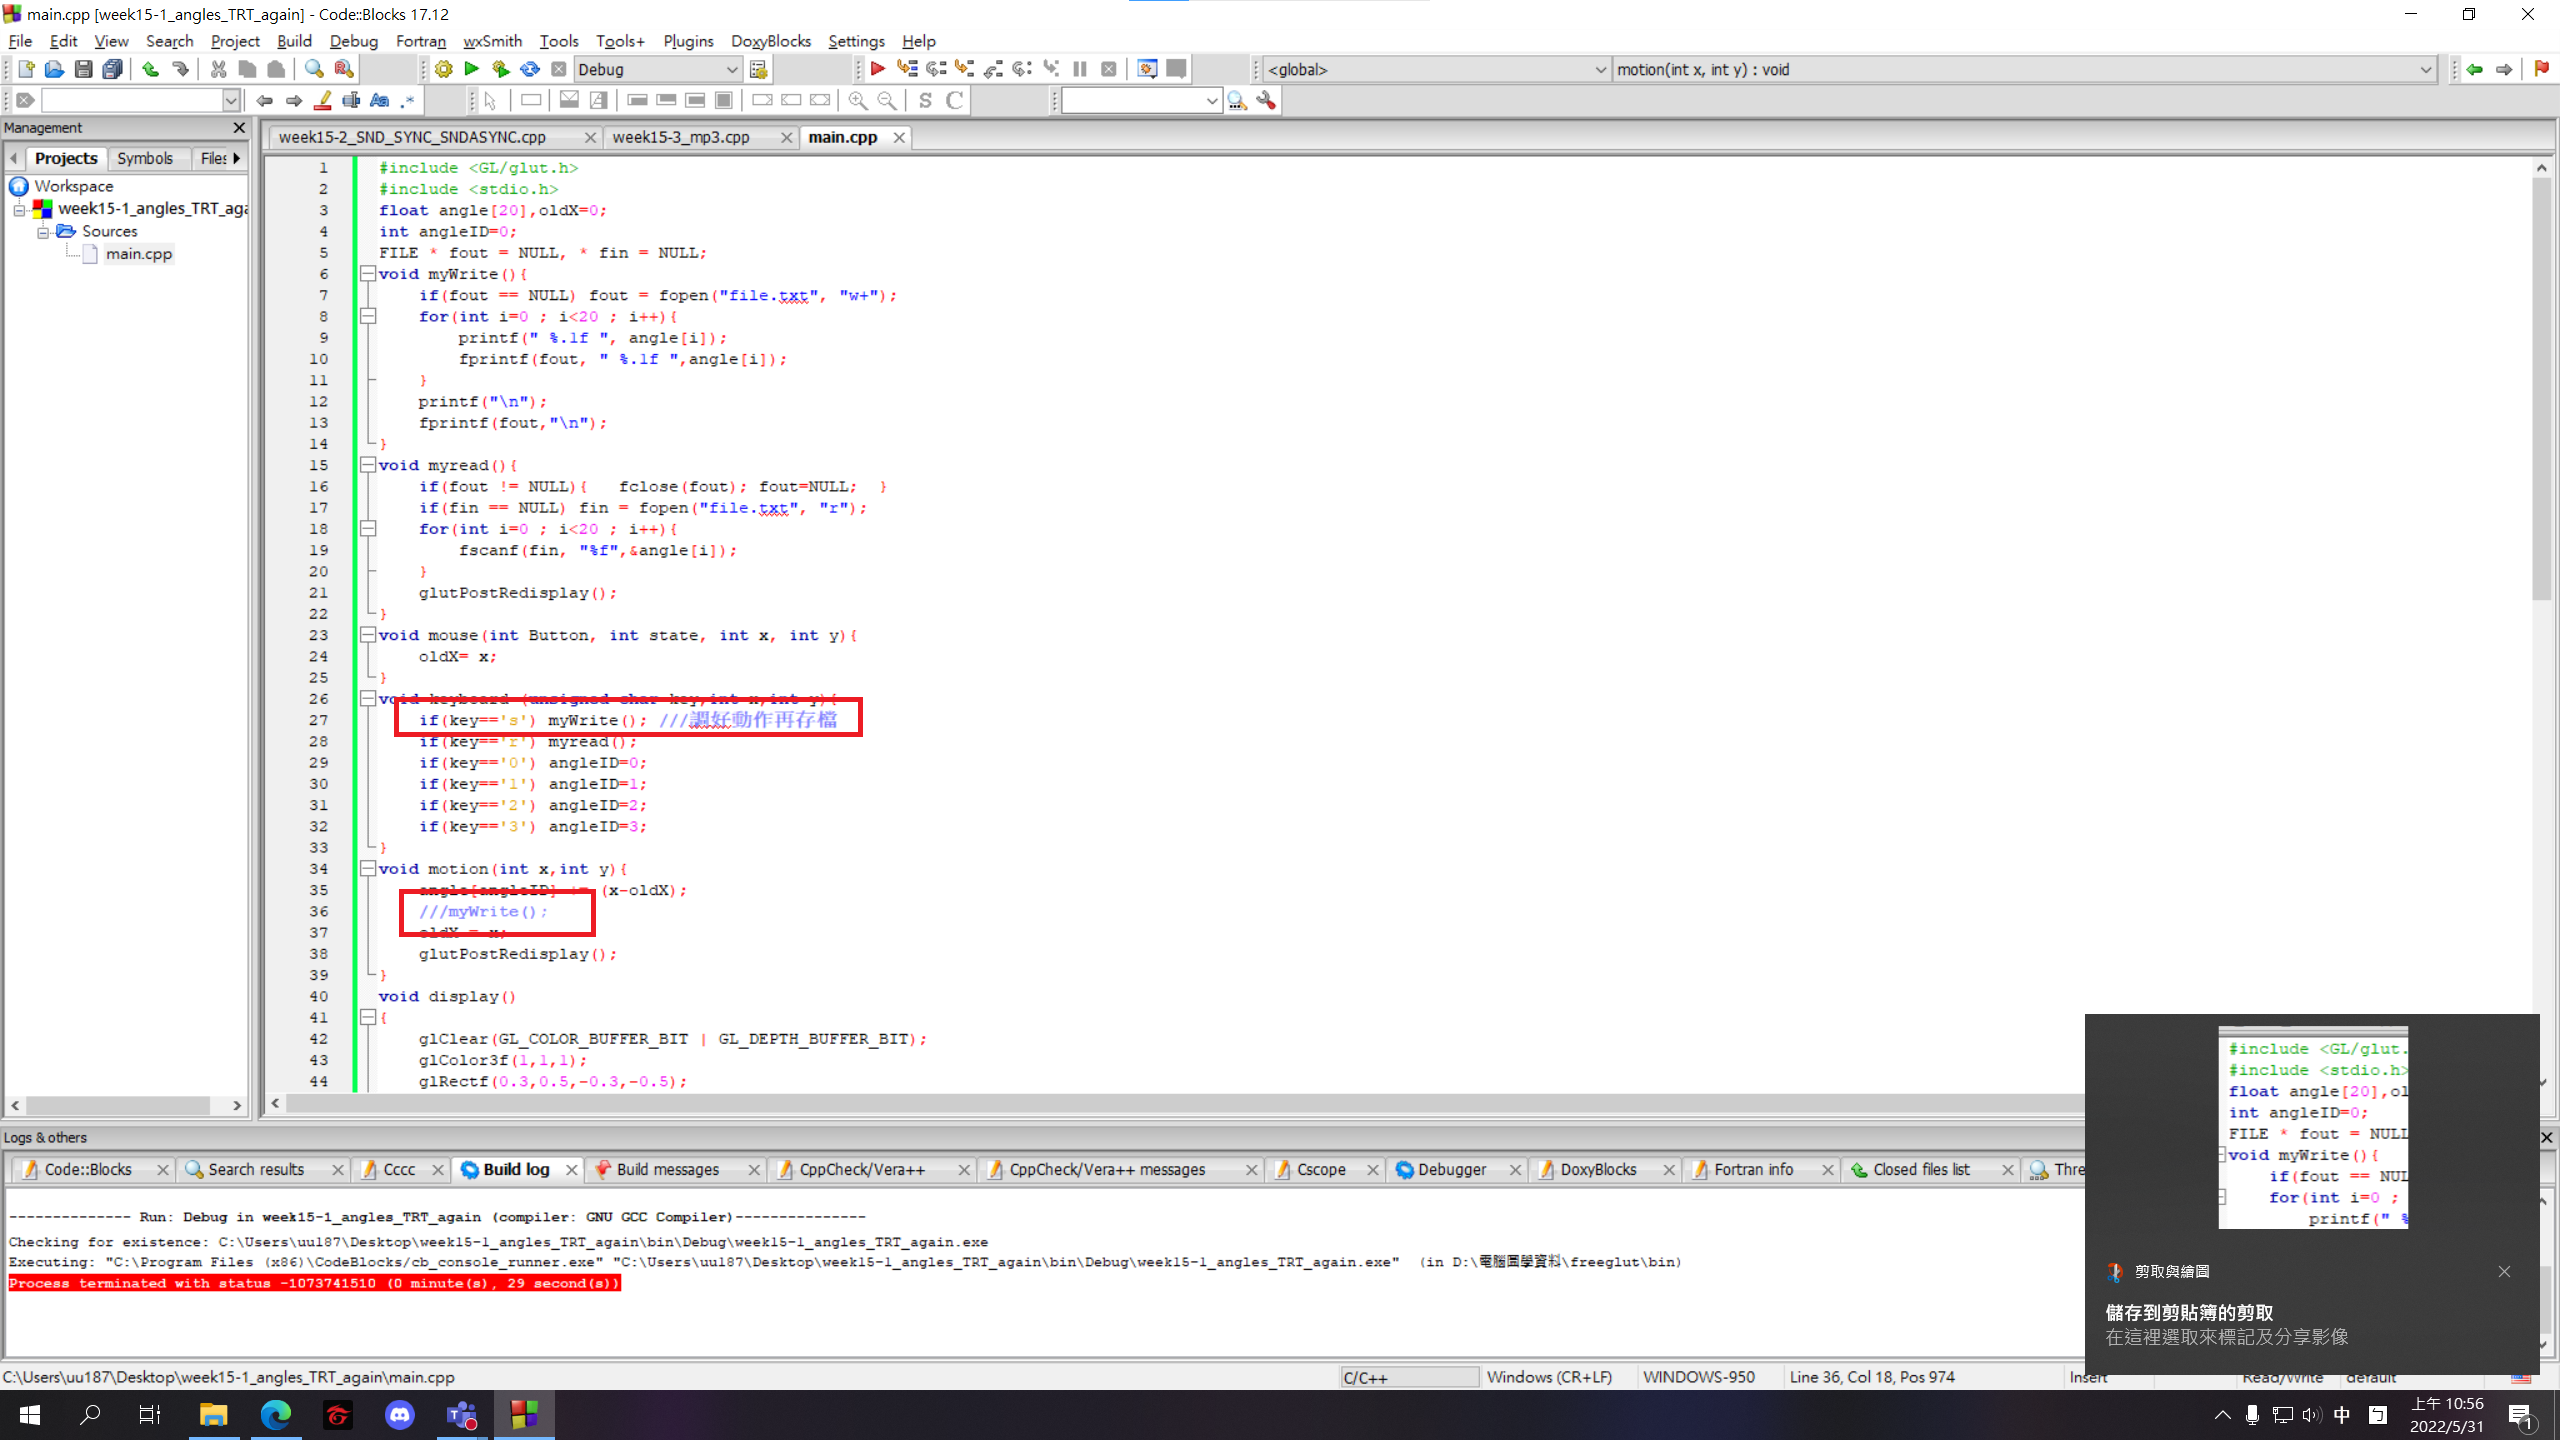 main.cpp [week15-1_angles_TRT_again] - Code::Blocks 17.12
File Edit View Search Project Build Debug Fortran wxSmith Tools Tools+ Plugins DoxyBlocks Settings Help
Debug
<global>
motion(int x, int y) : void
S C
Management
week15-2_SND_SYNC_SNDASYNC.cpp
week15-3_mp3.cpp
main.cpp
Projects Symbols Files
Workspace
week15-1_angles_TRT_aga
Sources
main.cpp
1 #include <GL/glut.h>
2 #include <stdio.h>
3 float angle[20],oldX=0;
4 int angleID=0;
5 FILE * fout = NULL, * fin = NULL;
6 void myWrite(){
7 if(fout == NULL) fout = fopen("file.txt", "w+");
8 for(int i=0 ; i<20 ; i++){
9 printf(" %.1f ", angle[i]);
10 fprintf(fout, " %.1f ",angle[i]);
11 }
12 printf("\n");
13 fprintf(fout,"\n");
14 }
15 void myread(){
16 if(fout != NULL){ fclose(fout); fout=NULL; }
17 if(fin == NULL) fin = fopen("file.txt", "r");
18 for(int i=0 ; i<20 ; i++){
19 fscanf(fin, "%f",&angle[i]);
20 }
21 glutPostRedisplay();
22 }
23 void mouse(int Button, int state, int x, int y){
24 oldX= x;
25 }
26 void keyboard (unsigned char key,int x,int y){
27 if(key=='s') myWrite(); ///調好動作再存檔
28 if(key=='r') myread();
29 if(key=='0') angleID=0;
30 if(key=='1') angleID=1;
31 if(key=='2') angleID=2;
32 if(key=='3') angleID=3;
33 }
34 void motion(int x,int y){
35 angle[angleID] += (x-oldX);
36 ///myWrite();
37 oldX = x;
38 glutPostRedisplay();
39 }
40 void display()
41 {
42 glClear(GL_COLOR_BUFFER_BIT | GL_DEPTH_BUFFER_BIT);
43 glColor3f(1,1,1);
44 glRectf(0.3,0.5,-0.3,-0.5);
Logs & others
Code::Blocks
Search results
Cccc
Build log
Build messages
CppCheck/Vera++
CppCheck/Vera++ messages
Cscope
Debugger
DoxyBlocks
Fortran info
Closed files list
Thre
-------------- Run: Debug in week15-1_angles_TRT_again (compiler: GNU GCC Compiler)---------------
Checking for existence: C:\Users\uu187\Desktop\week15-1_angles_TRT_again\bin\Debug\week15-1_angles_TRT_again.exe
Executing: "C:\Program Files (x86)\CodeBlocks/cb_console_runner.exe" "C:\Users\uu187\Desktop\week15-1_angles_TRT_again\bin\Debug\week15-1_angles_TRT_again.exe" (in D:\電腦圖學資料\freeglut\bin)
Process terminated with status -1073741510 (0 minute(s), 29 second(s))
#include <GL/glut.
#include <stdio.h>
float angle[20],ol
int angleID=0;
FILE * fout = NULL
void myWrite(){
if(fout == NUL
for(int i=0 ;
printf(" %
剪取與繪圖
儲存到剪貼簿的剪取
在這裡選取來標記及分享影像
C:\Users\uu187\Desktop\week15-1_angles_TRT_again\main.cpp
C/C++
Windows (CR+LF)
WINDOWS-950
Line 36, Col 18, Pos 974
Insert
Read/Write
default
中
ㄅ
上午 10:56
2022/5/31
1